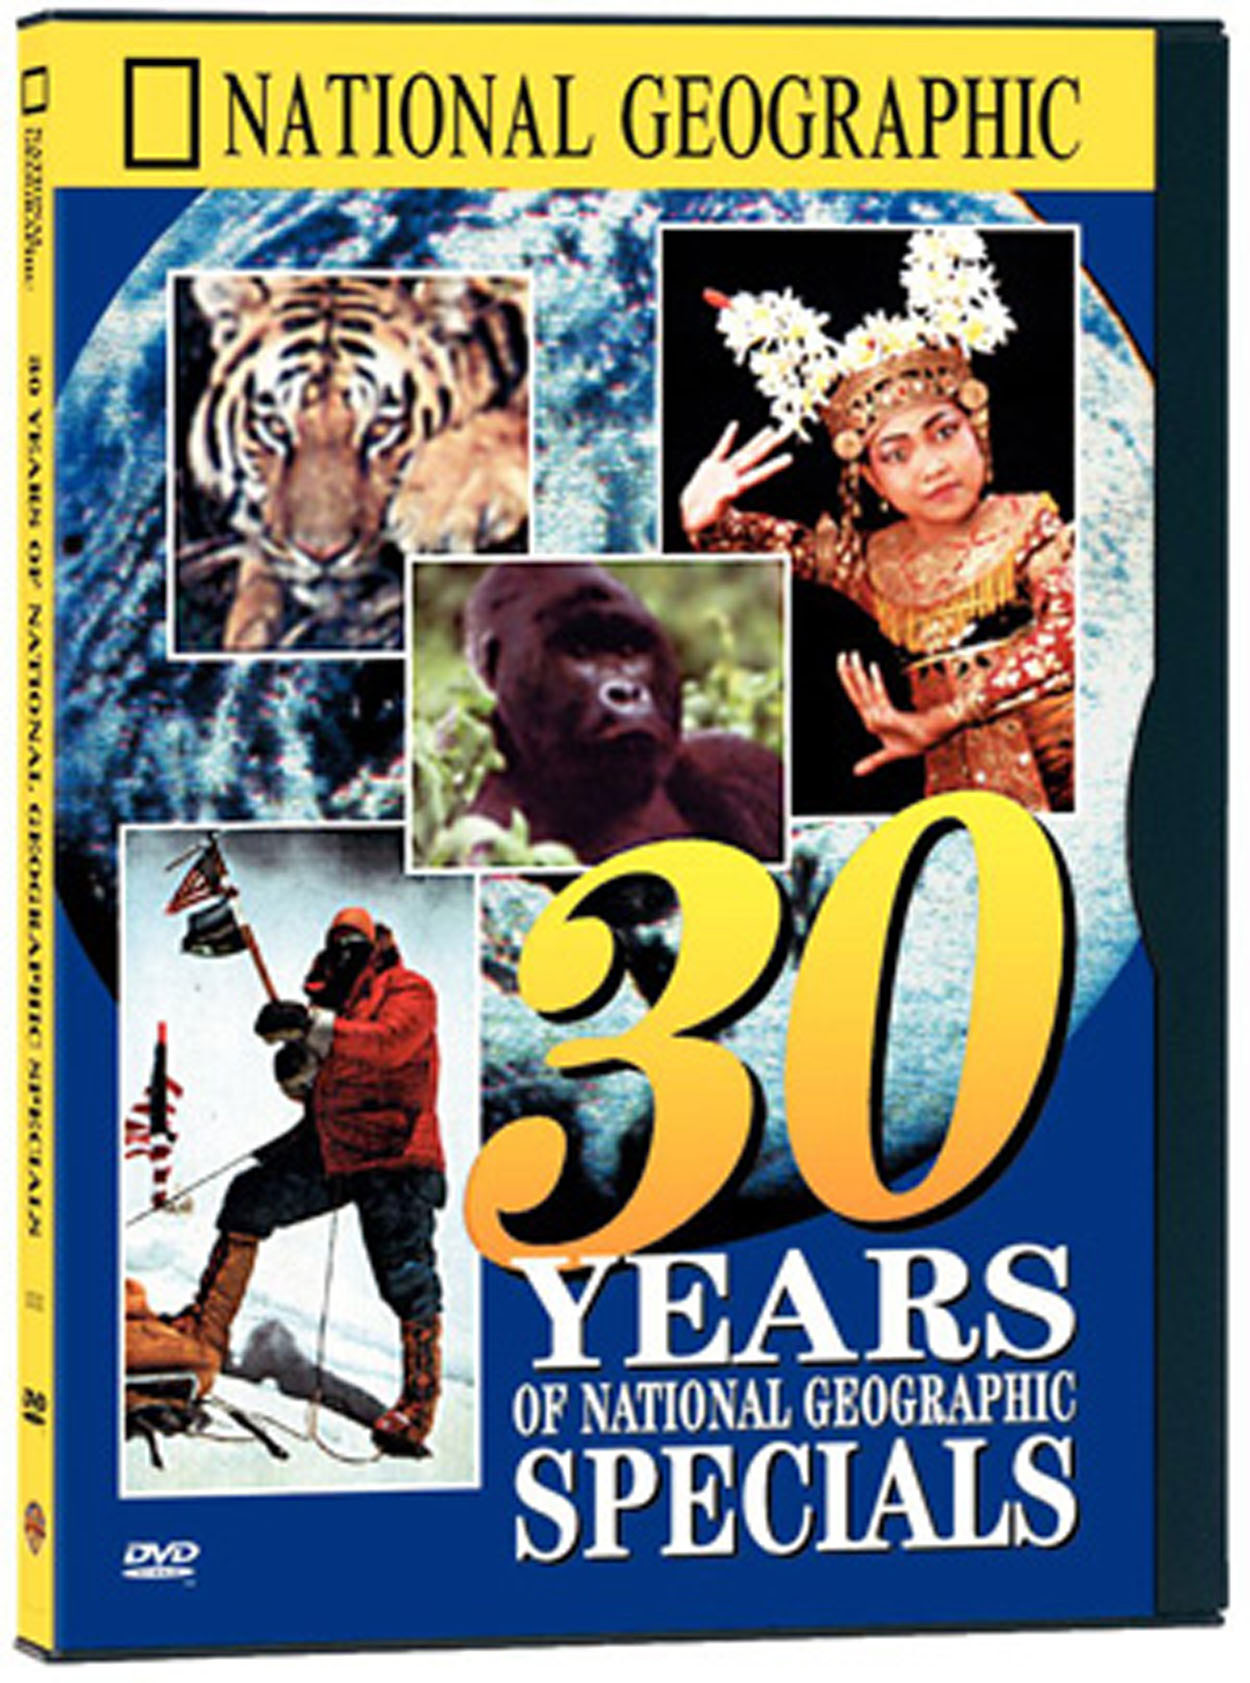 NATIONAL GEOGRAPHIC
30
YEARS
OF NATIONAL GEOGRAPHIC
SPECIALS
DVD
30 YEARS OF NATIONAL GEOGRAPHIC SPECIALS